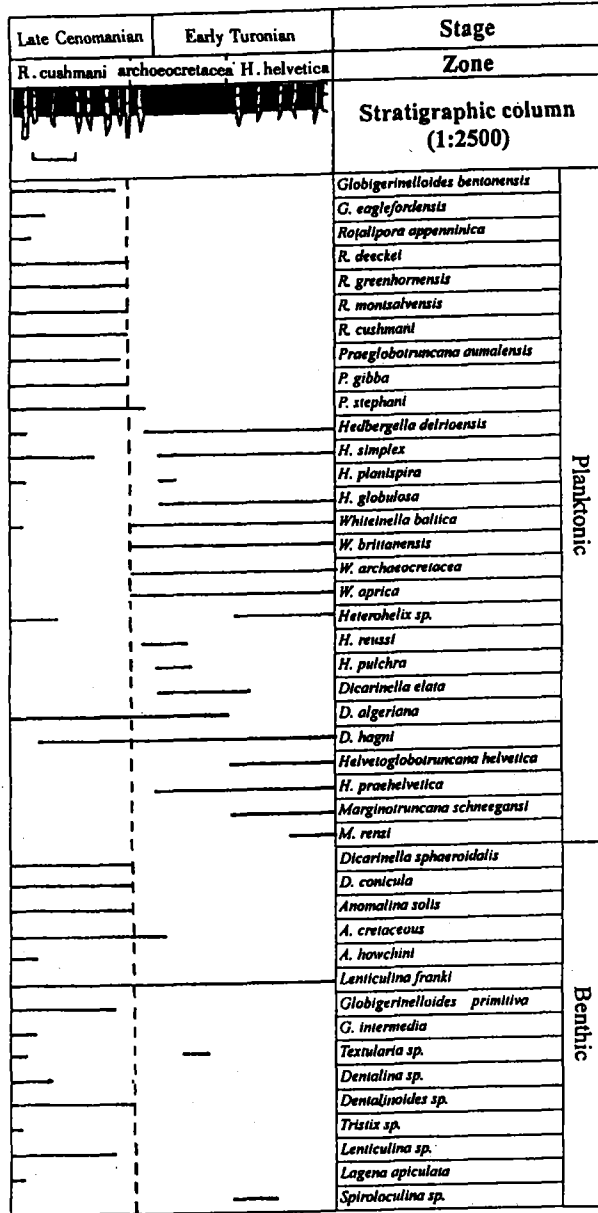 Late Cenomanian Early Turonian Stage
R. cushmani archoeocretacea H. helvetica Zone
Stratigraphic column
(1:2500)
Globigerinelloides bentonensis
G. eaglefordensis
Rotalipora appenninica
R. deeckei
R. greenhornensis
R. montsalvensis
R. cushmani
Praeglobotruncana aumalensis
P. gibba
P. stephani
Hedbergella delrioensis
H. simplex
H. planispira
H. globulosa
Whiteinella baltica
W. brittanensis
W. archaeocretacea
W. aprica
Heterohelix sp.
H. reussi
H. pulchra
Dicarinella elata
D. algeriana
D. hagni
Helvetoglobotruncana helvetica
H. praehelvetica
Marginotruncana schneegansi
M. renzi
Planktonic
Dicarinella sphaeroidalis
D. conicula
Anomalina solis
A. cretaceous
A. howchini
Lenticulina franki
Globigerinelloides primitiva
G. intermedia
Textularia sp.
Dentalina sp.
Dentalinoides sp.
Tristix sp.
Lenticulina sp.
Lagena apiculata
Spiroloculina sp.
Benthic